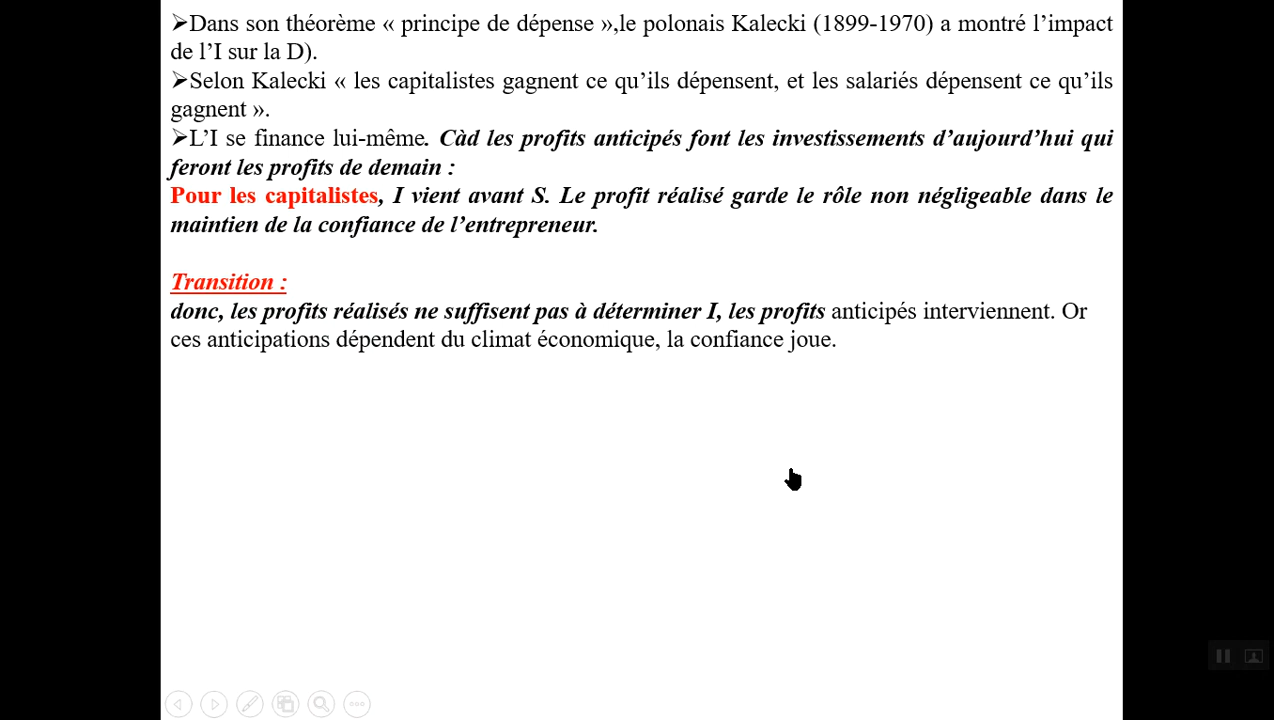 ➢Dans son théorème « principe de dépense »,le polonais Kalecki (1899-1970) a montré l’impact
de l’I sur la D).
➢Selon Kalecki « les capitalistes gagnent ce qu’ils dépensent, et les salariés dépensent ce qu’ils
gagnent ».
➢L’I se finance lui-même. Càd les profits anticipés font les investissements d’aujourd’hui qui
feront les profits de demain :
Pour les capitalistes, I vient avant S. Le profit réalisé garde le rôle non négligeable dans le
maintien de la confiance de l’entrepreneur.
Transition :
donc, les profits réalisés ne suffisent pas à déterminer I, les profits anticipés interviennent. Or
ces anticipations dépendent du climat économique, la confiance joue.